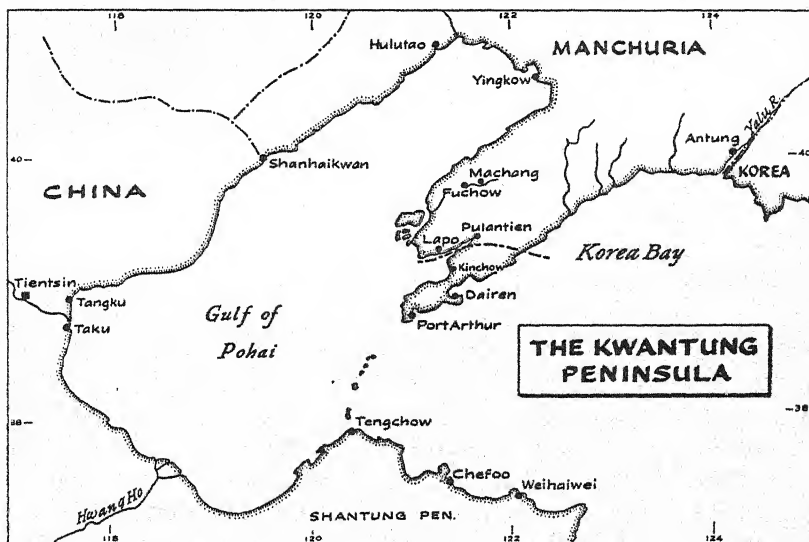 118
120
122
124
Hulutao
MANCHURIA
Yingkow
Yalu R.
Antung
40
40
Shanhaikwan
Machang
KOREA
CHINA
Fuchow
Pulantien
Lapo
Korea Bay
Kinchow
Tientsin
Tangku
Dairen
Gulf of
Pohai
Port Arthur
Taku
THE KWANTUNG
PENINSULA
38
38
Tengchow
Chefoo
Weihaiwei
Hwang Ho
SHANTUNG PEN.
118
120
122
124